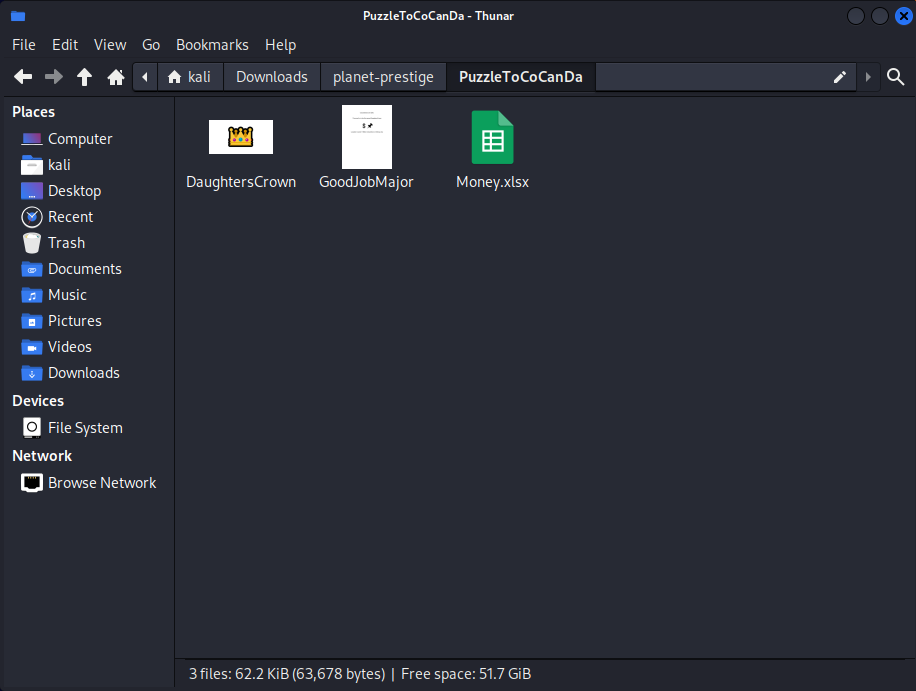 PuzzleToCoCanDa - Thunar
File Edit View Go Bookmarks Help
kali Downloads planet-prestige PuzzleToCoCanDa
Places
Computer
kali
Desktop
Recent
Trash
Documents
Music
Pictures
Videos
Downloads
Devices
File System
Network
Browse Network
DaughtersCrown GoodJobMajor Money.xlsx
3 files: 62.2 KiB (63,678 bytes) | Free space: 51.7 GiB